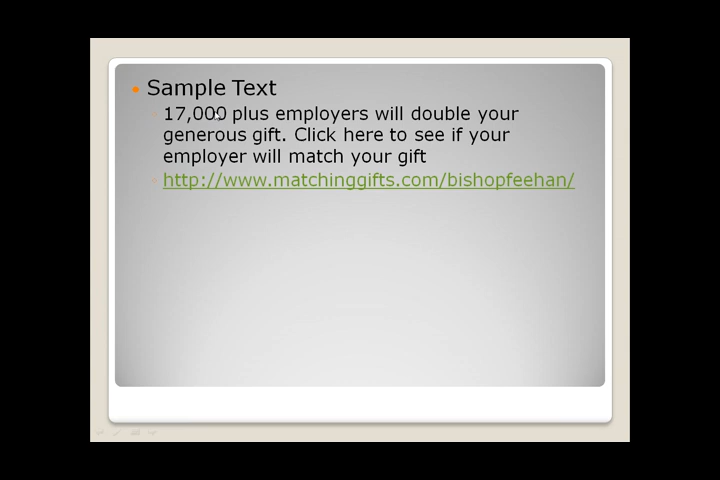 Sample Text
17,000 plus employers will double your
generous gift. Click here to see if your
employer will match your gift
http://www.matchinggifts.com/bishopfeehan/